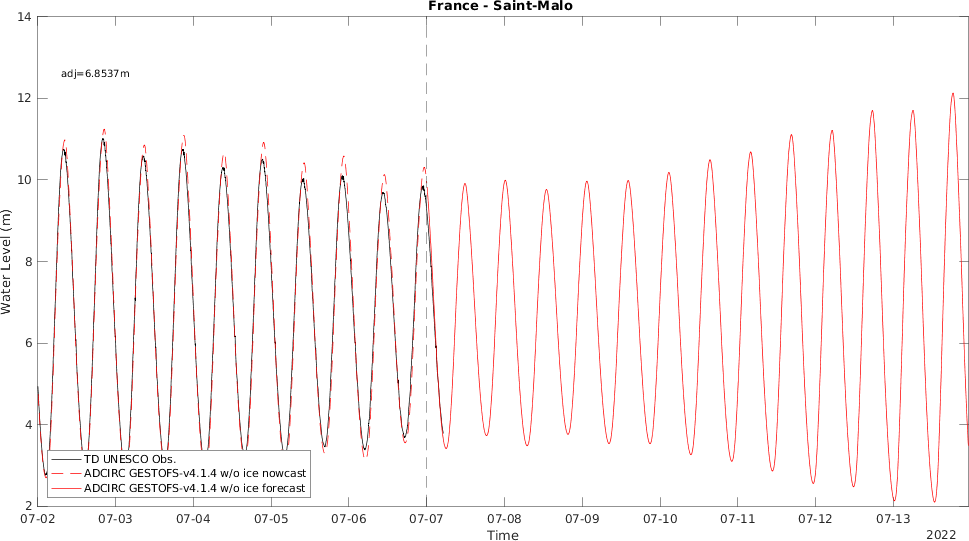 France - Saint-Malo
adj=6.8537m
14
12
10
8
6
4
2
Water Level (m)
TD UNESCO Obs.
ADCIRC GESTOFS-v4.1.4 w/o ice nowcast
ADCIRC GESTOFS-v4.1.4 w/o ice forecast
07-02 07-03 07-04 07-05 07-06 07-07 07-08 07-09 07-10 07-11 07-12 07-13
Time
2022